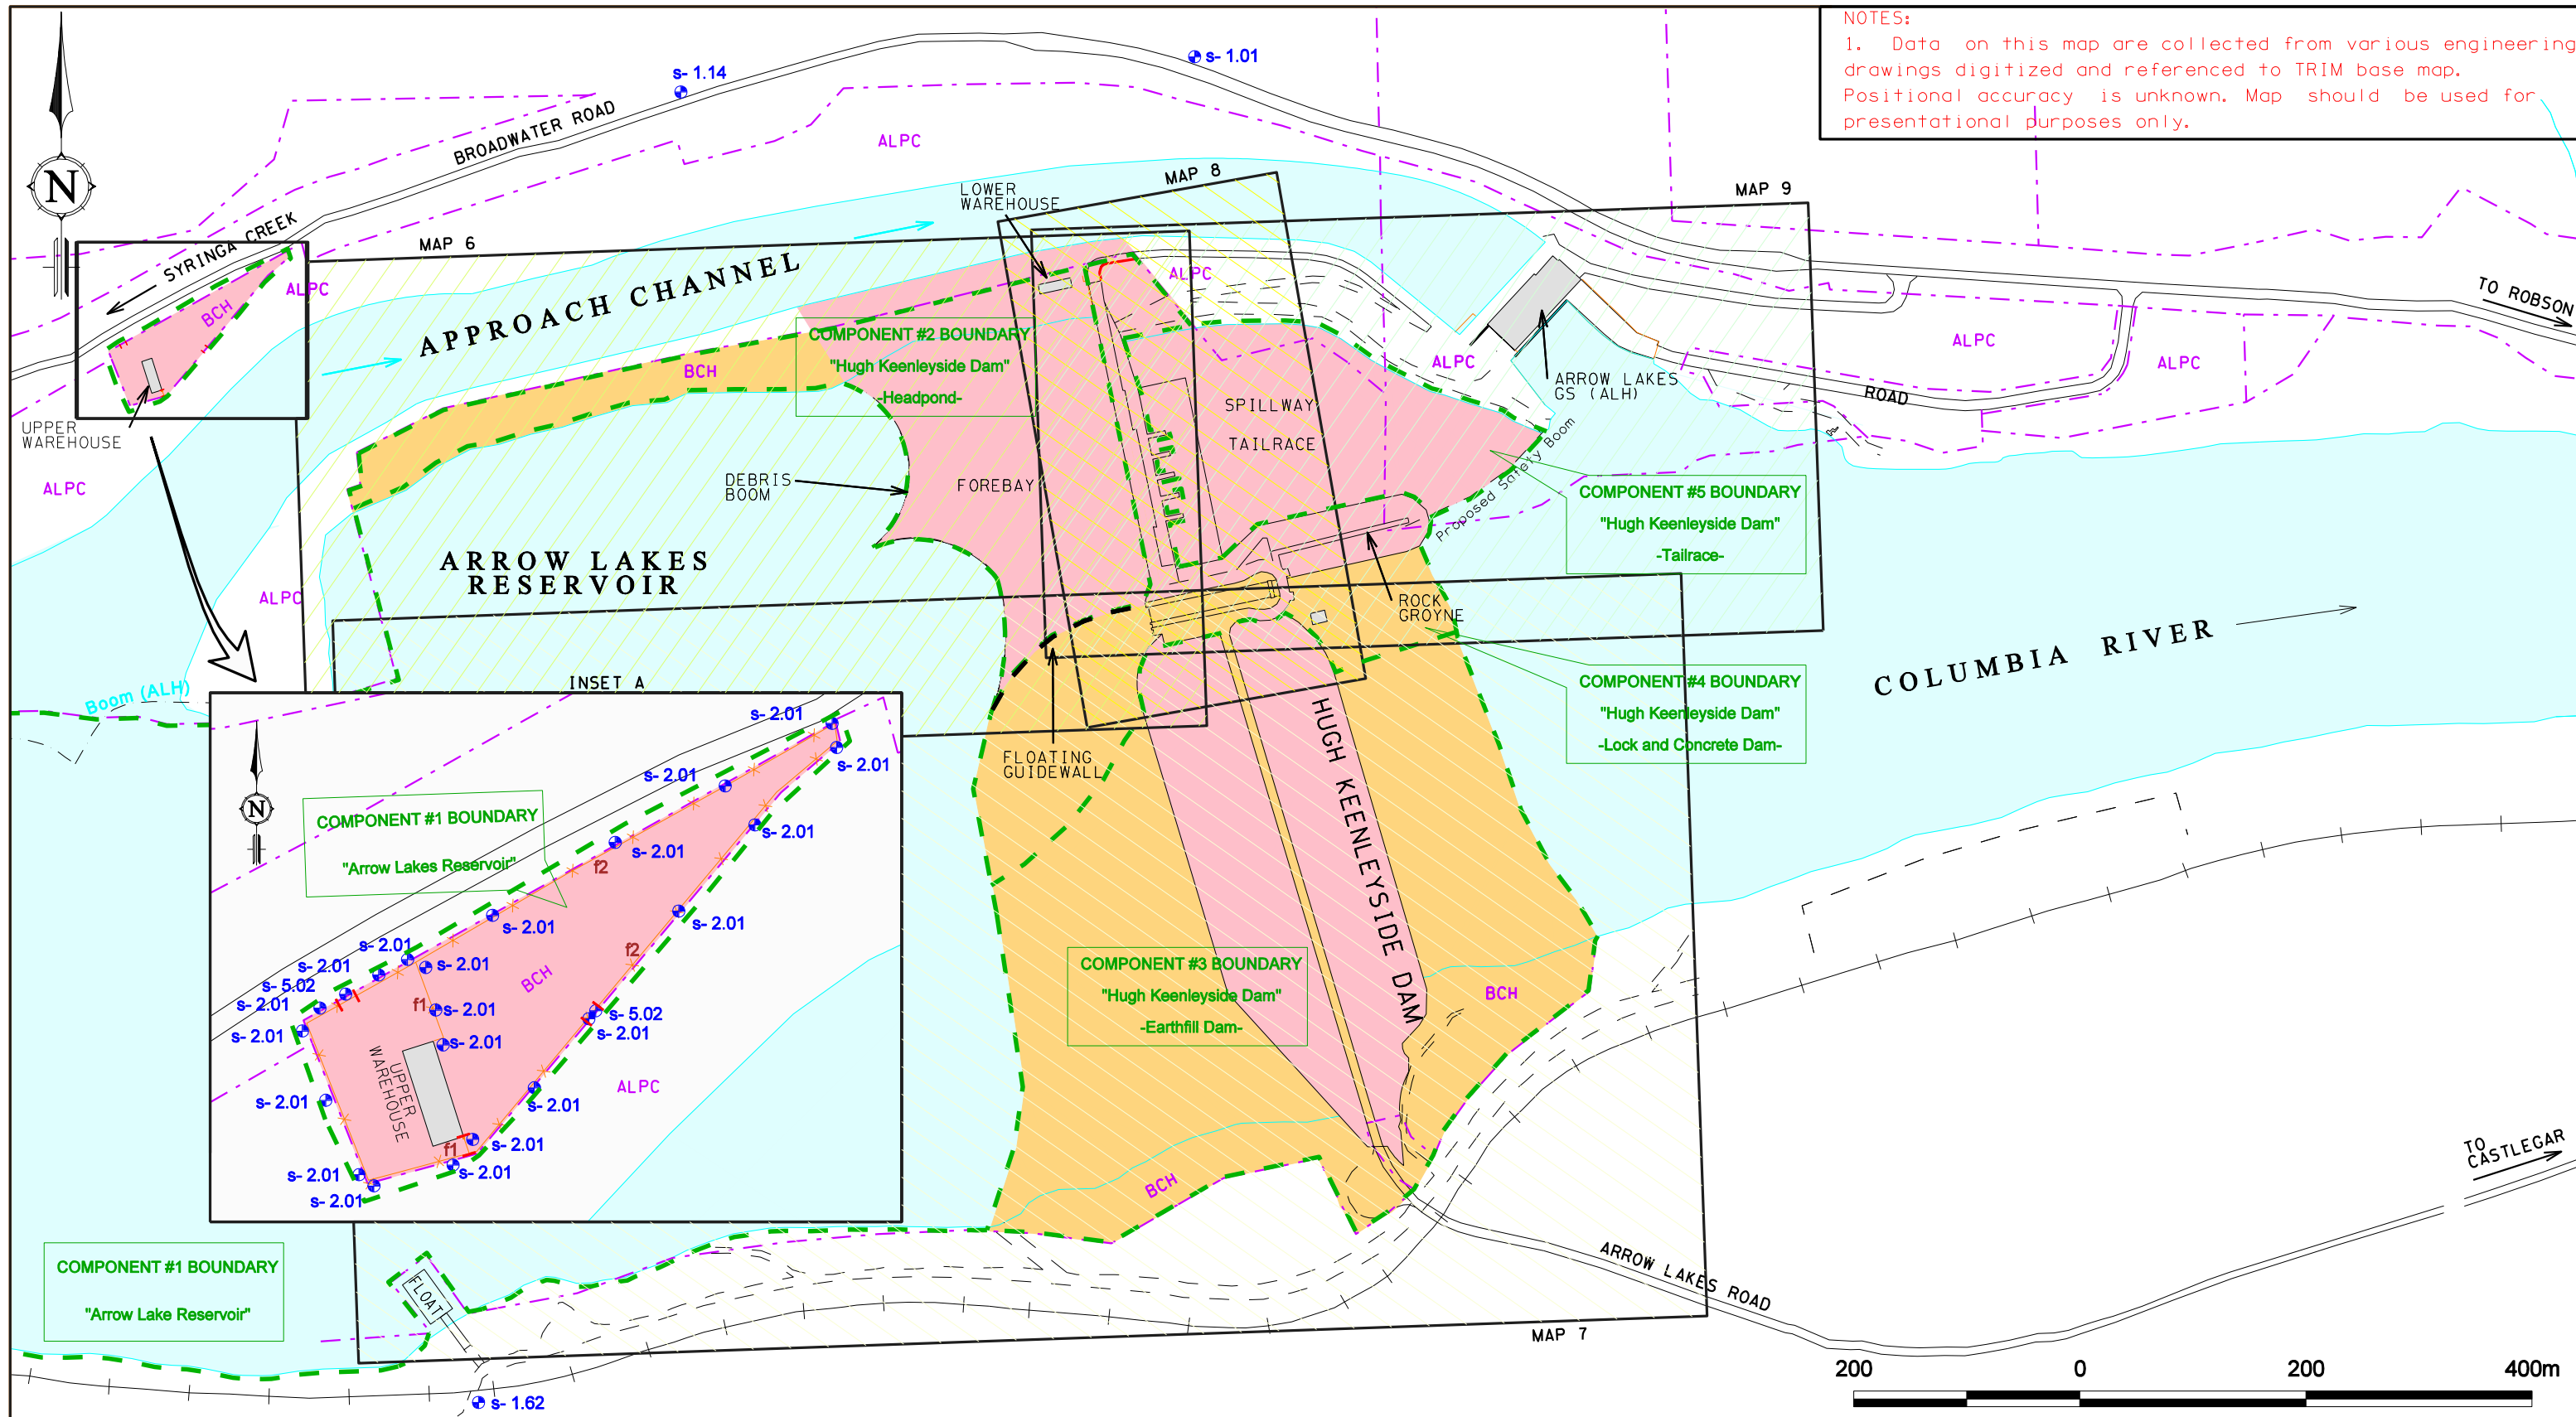 NOTES:
1. Data on this map are collected from various engineering
drawings digitized and referenced to TRIM base map.
Positional accuracy is unknown. Map should be used for
presentational purposes only.
s- 1.14
s- 1.01
BROADWATER ROAD
ALPC
N
SYRINGA CREEK
MAP 6
LOWER
WAREHOUSE
MAP 8
MAP 9
ALPC
BCH
APPROACH CHANNEL
ALPC
TO ROBSON
UPPER
WAREHOUSE
ALPC
BCH
COMPONENT #2 BOUNDARY
"Hugh Keenleyside Dam"
-Headpond-
SPILLWAY
TAILRACE
ALPC
ARROW LAKES
GS (ALH)
ROAD
ALPC
ALPC
DEBRIS
BOOM
FOREBAY
Proposed Safety Boom
COMPONENT #5 BOUNDARY
"Hugh Keenleyside Dam"
-Tailrace-
ARROW LAKES
RESERVOIR
ALPC
ROCK
GROYNE
COLUMBIA RIVER
COMPONENT #4 BOUNDARY
"Hugh Keenleyside Dam"
-Lock and Concrete Dam-
Boom (ALH)
FLOATING
GUIDEWALL
HUGH KEENLEYSIDE DAM
INSET A
N
COMPONENT #1 BOUNDARY
"Arrow Lakes Reservoir"
s- 2.01
s- 2.01
s- 2.01
s- 2.01
s- 2.01
f2
s- 2.01
s- 2.01
f2
s- 2.01
s- 2.01
s- 2.01
s- 5.02
BCH
s- 2.01
f1
s- 2.01
s- 5.02
s- 2.01
s- 2.01
s- 2.01
UPPER
WAREHOUSE
ALPC
s- 2.01
s- 2.01
f1
s- 2.01
s- 2.01
s- 2.01
s- 2.01
COMPONENT #3 BOUNDARY
"Hugh Keenleyside Dam"
-Earthfill Dam-
BCH
BCH
TO
CASTLEGAR
COMPONENT #1 BOUNDARY
"Arrow Lake Reservoir"
FLOAT
ARROW LAKES ROAD
MAP 7
s- 1.62
200 0 200 400m